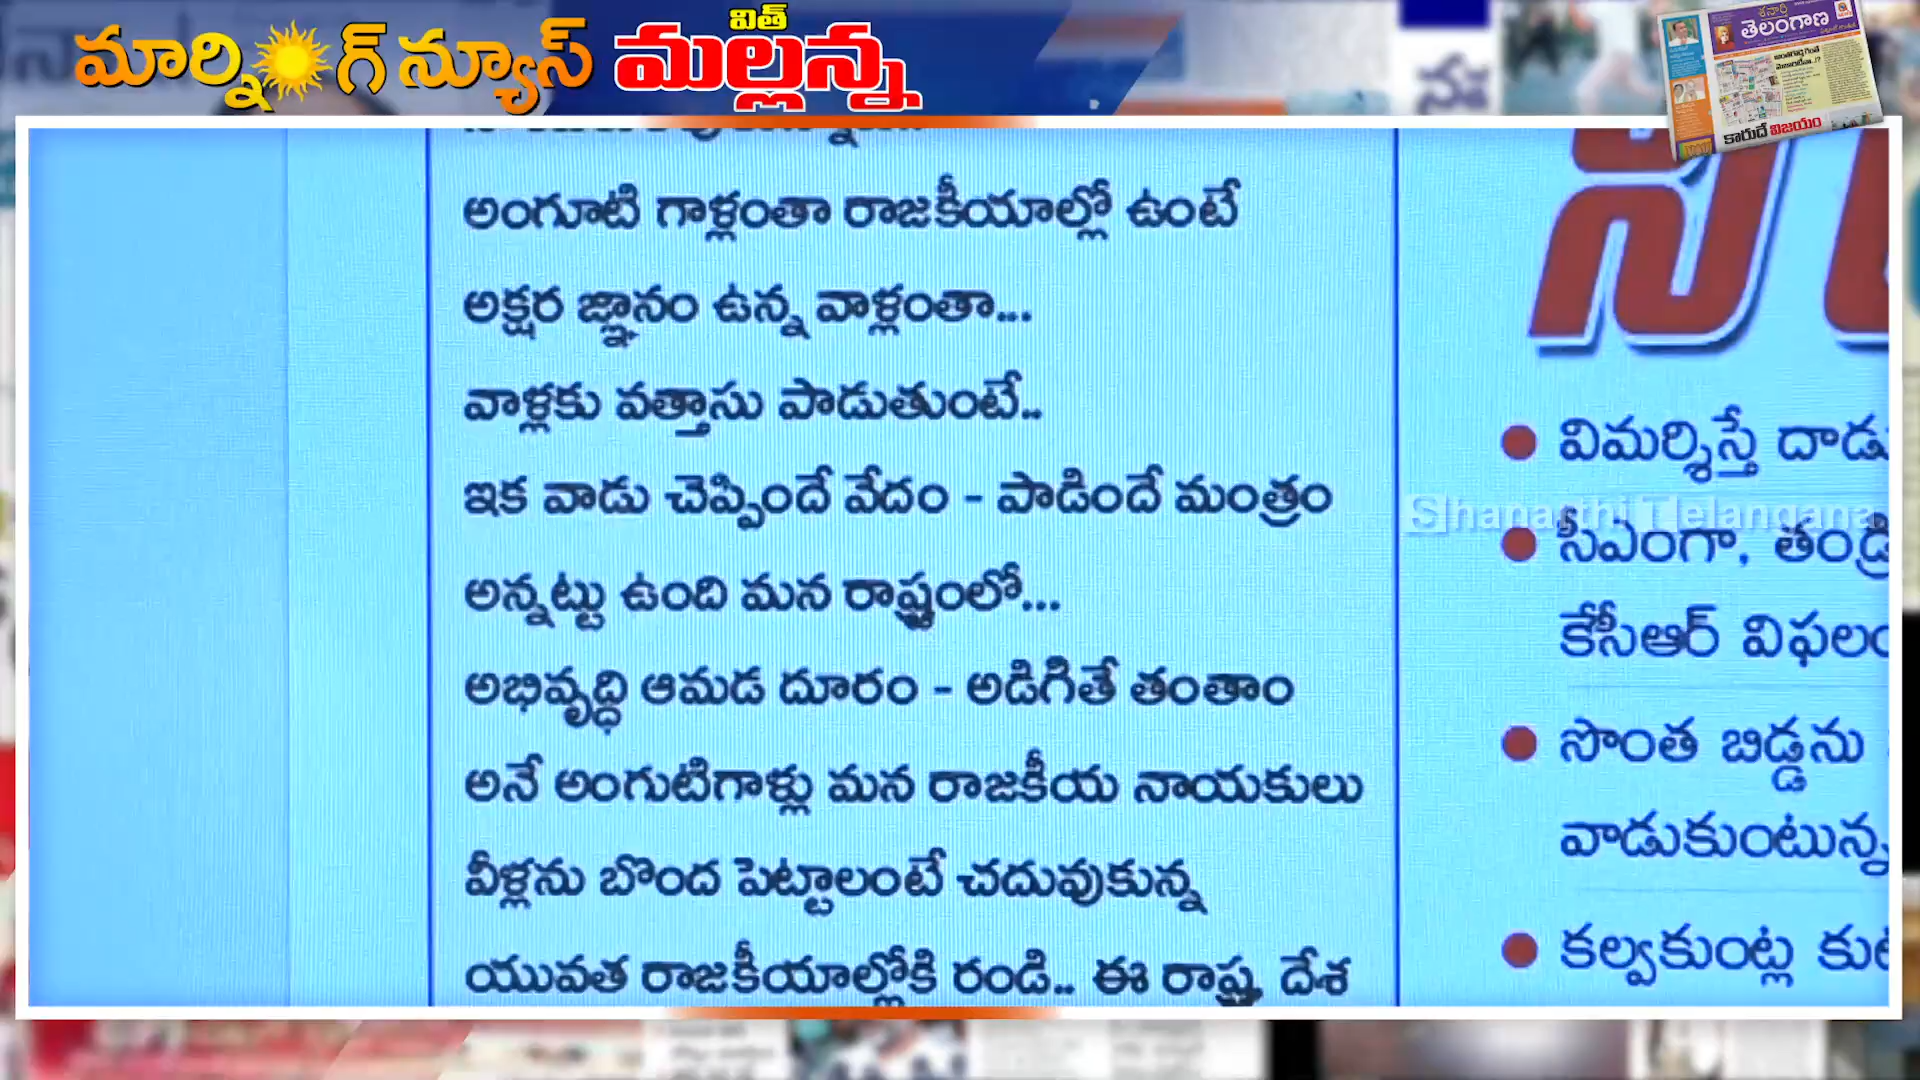 మార్నింగ్ న్యూస్ విత్ మల్లన్న
తెలంగాణ
కారుదే విజయం
అంగూటి గాళ్లంతా రాజకీయాల్లో ఉంటే
అక్షర జ్ఞానం ఉన్న వాళ్లంతా...
వాళ్లకు వత్తాసు పాడుతుంటే..
ఇక వాడు చెప్పిందే వేదం - పాడిందే మంత్రం
అన్నట్టు ఉంది మన రాష్ట్రంలో...
అభివృద్ధి ఆమడ దూరం - అడిగితే తంతాం
అనే అంగుటిగాళ్లు మన రాజకీయ నాయకులు
వీళ్లను బొంద పెట్టాలంటే చదువుకున్న
యువత రాజకీయాల్లోకి రండి.. ఈ రాష్ట్ర దేశ
● విమర్శిస్తే
Shanarthi Telangana
● సీఎంగా,
కేసీఆర్
● సొంత బిడ్డను
వాడుకుంటున్న
● కల్వకుంట్ల